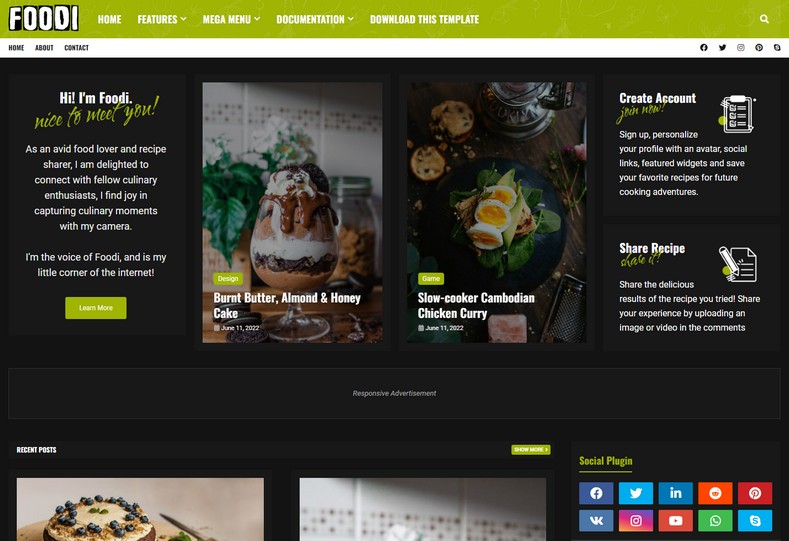 FOODI
HOME
FEATURES
MEGA MENU
DOCUMENTATION
DOWNLOAD THIS TEMPLATE
HOME
ABOUT
CONTACT
Hi! I'm Foodi.
nice to meet you!
As an avid food lover and recipe
sharer, I am delighted to
connect with fellow culinary
enthusiasts, I find joy in
capturing culinary moments
with my camera.
I'm the voice of Foodi, and is my
little corner of the internet!
Learn More
Design
Burnt Butter, Almond & Honey
Cake
June 11, 2022
Game
Slow-cooker Cambodian
Chicken Curry
June 11, 2022
Create Account
join now!
Sign up, personalize
your profile with an avatar, social
links, featured widgets and save
your favorite recipes for future
cooking adventures.
Share Recipe
share it!
Share the delicious
results of the recipe you tried! Share
your experience by uploading an
image or video in the comments
Responsive Advertisement
RECENT POSTS
SHOW MORE
Social Plugin